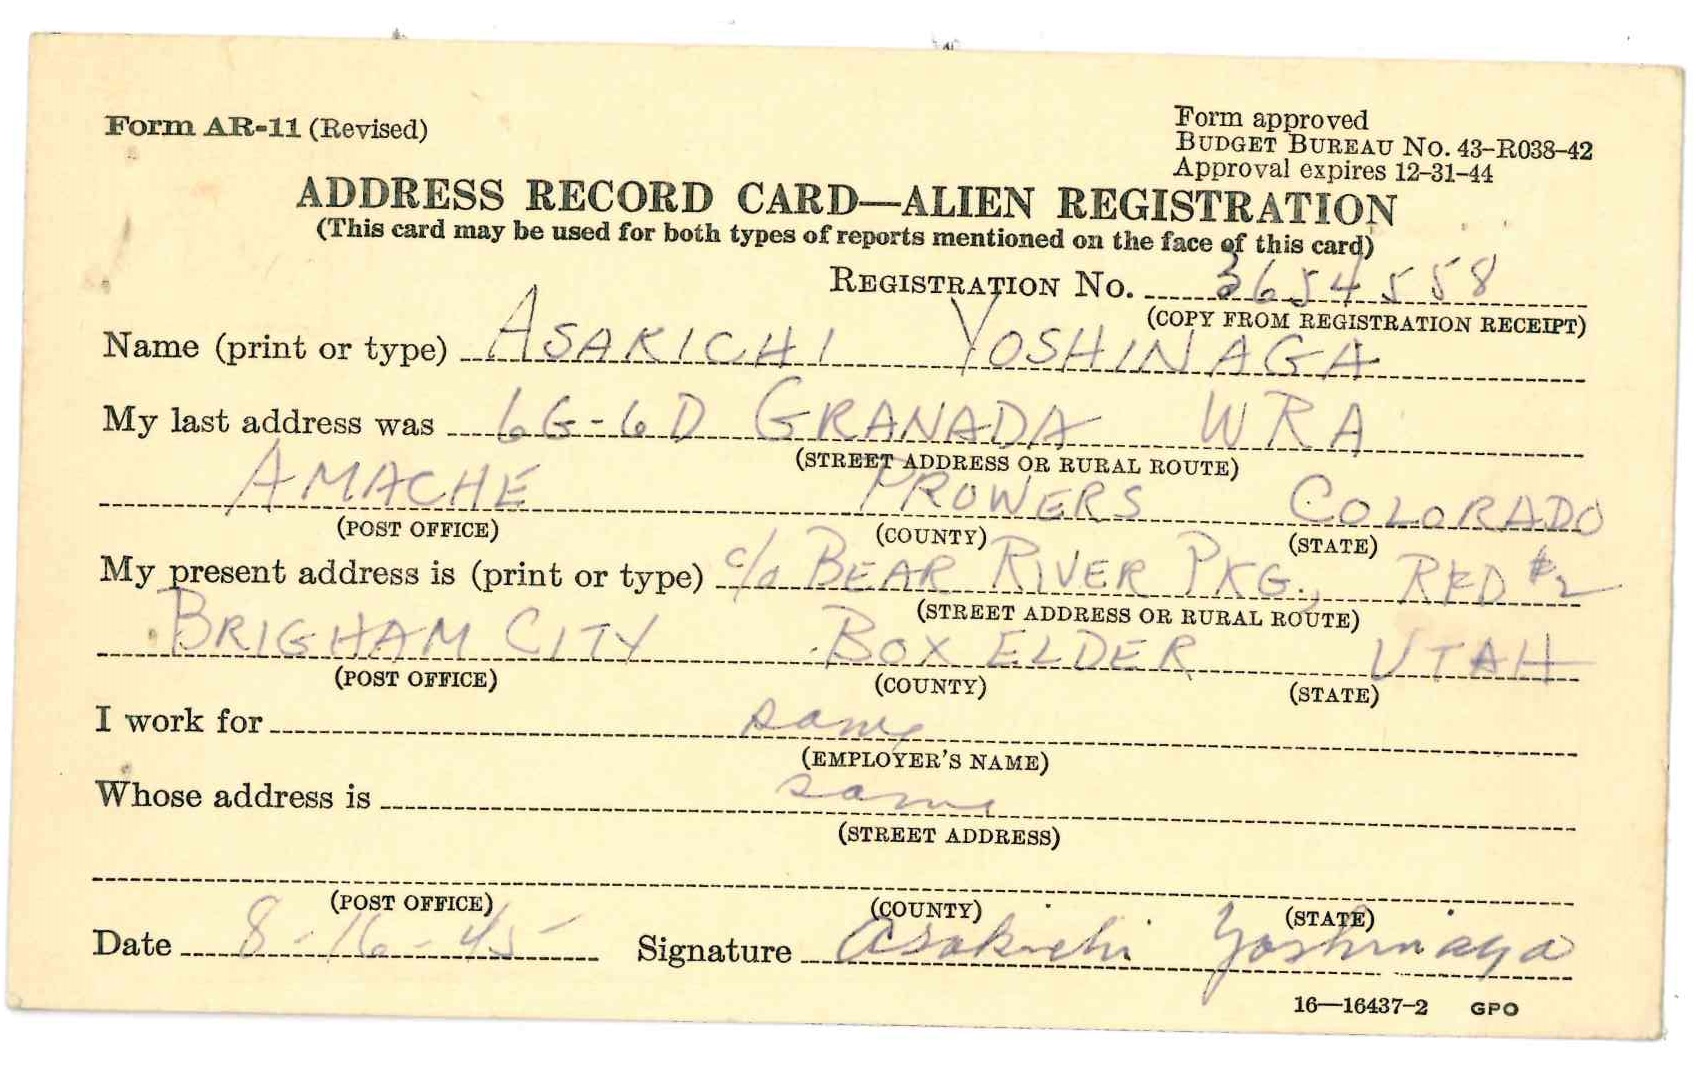 Form AR-11 (Revised)
Form approved
BUDGET BUREAU NO. 43-R038-42
Approval expires 12-31-44
ADDRESS RECORD CARD—ALIEN REGISTRATION
(This card may be used for both types of reports mentioned on the face of this card)
REGISTRATION NO. 3654558
(COPY FROM REGISTRATION RECEIPT)
Name (print or type) ASAKICHI YOSHINAGA
My last address was 6G-6D GRANADA WRA
(STREET ADDRESS OR RURAL ROUTE)
AMACHE PROWERS COLORADO
(POST OFFICE) (COUNTY) (STATE)
My present address is (print or type) c/o BEAR RIVER PKG., RFD #2
(STREET ADDRESS OR RURAL ROUTE)
BRIGHAM CITY BOX ELDER UTAH
(POST OFFICE) (COUNTY) (STATE)
I work for same
(EMPLOYER'S NAME)
Whose address is same
(STREET ADDRESS)
(POST OFFICE) (COUNTY) (STATE)
Date 8-16-45 Signature Asakichi Yoshinaga
16—16437-2 GPO